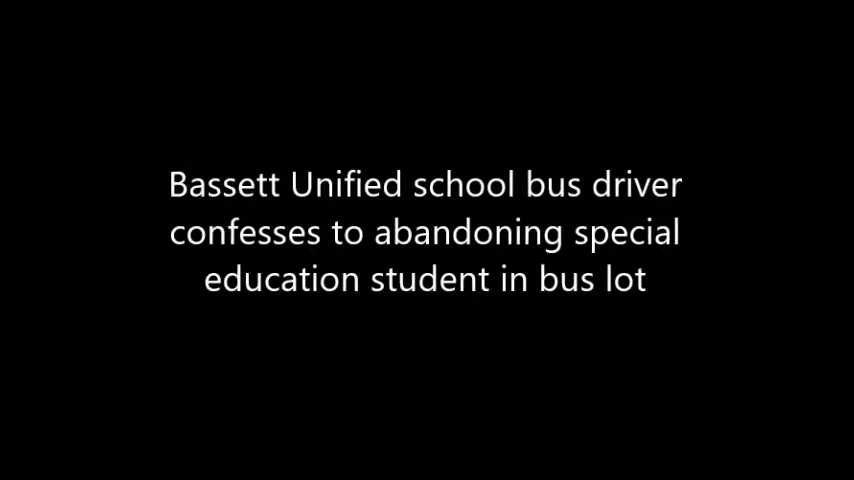 Bassett Unified school bus driver
confesses to abandoning special
education student in bus lot